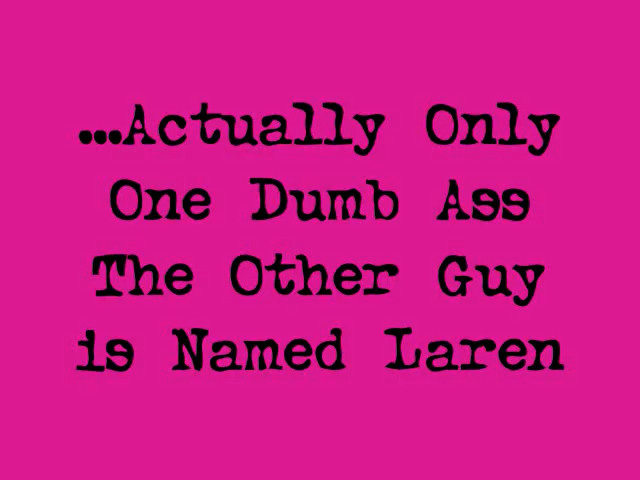 ...Actually Only
One Dumb Ass
The Other Guy
is Named Laren